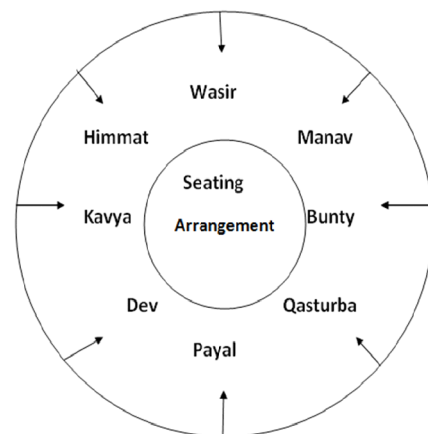 Wasir
Himmat
Manav
Seating
Kavya
Arrangement
Bunty
Dev
Qasturba
Payal